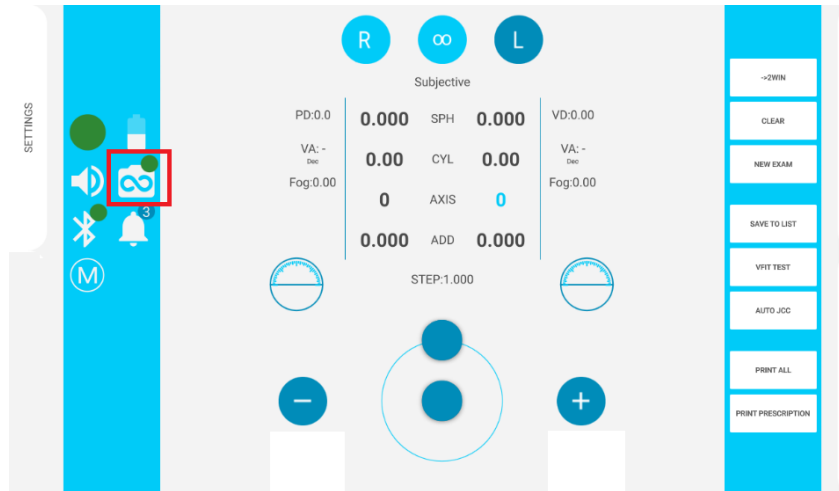 SETTINGS
3
M
R ∞ L
Subjective
PD:0.0 0.000 SPH 0.000 VD:0.00
VA: - 0.00 CYL 0.00 VA: -
Dec Dec
Fog:0.00 Fog:0.00
0 AXIS 0
0.000 ADD 0.000
STEP:1.000
− +
->2WIN
CLEAR
NEW EXAM
SAVE TO LIST
VFIT TEST
AUTO JCC
PRINT ALL
PRINT PRESCRIPTION